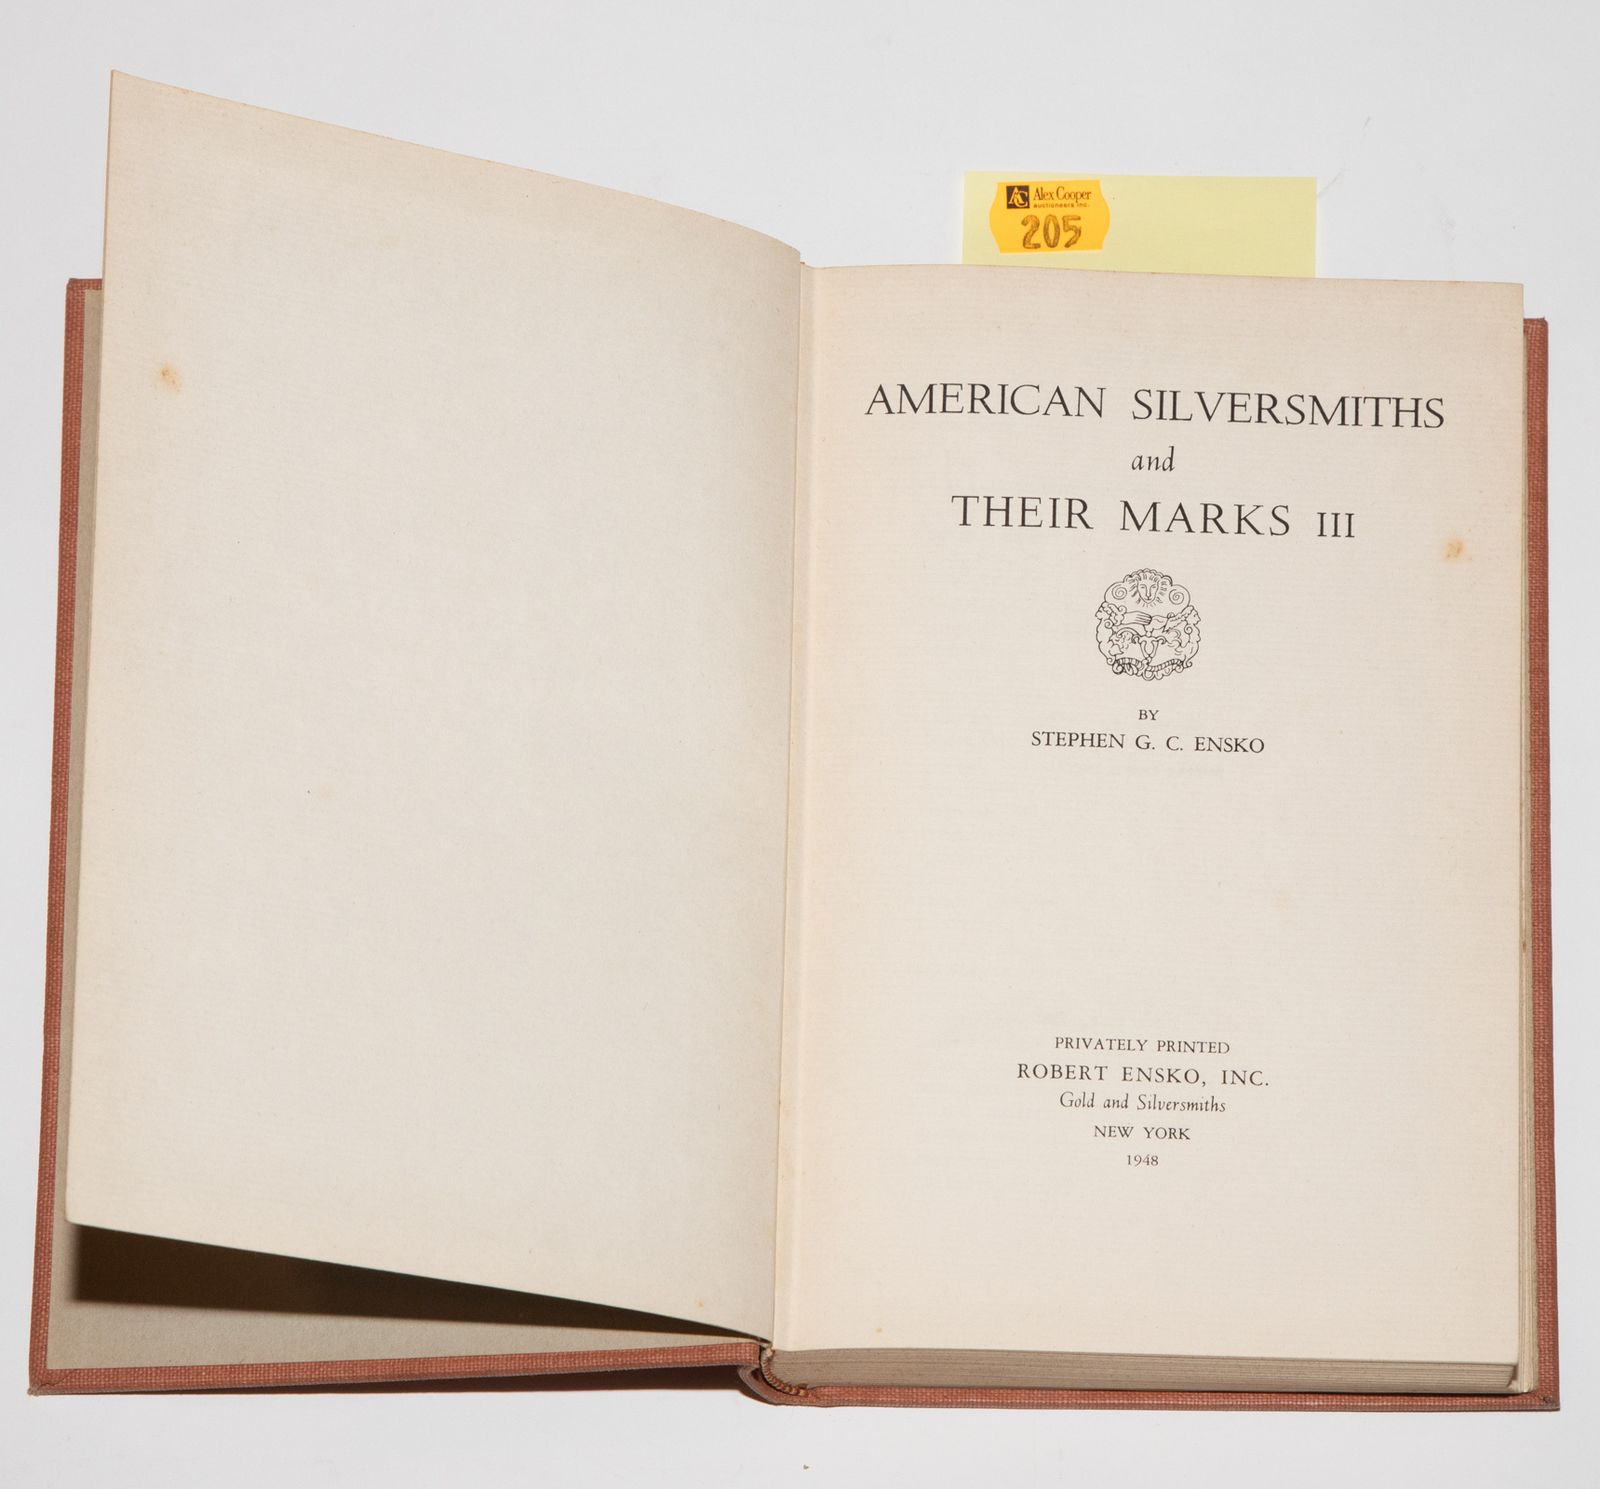 AC Alex Cooper
auctioneers inc.
205
AMERICAN SILVERSMITHS
and
THEIR MARKS III
BY
STEPHEN G. C. ENSKO
PRIVATELY PRINTED
ROBERT ENSKO, INC.
Gold and Silversmiths
NEW YORK
1948